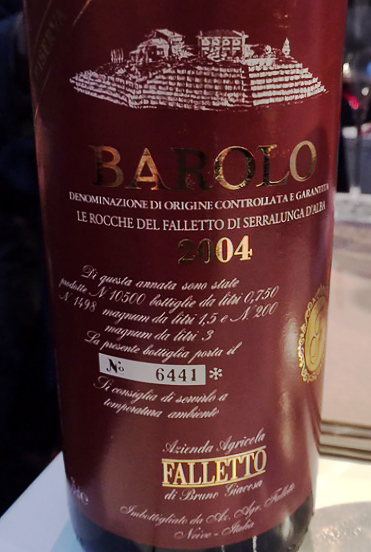 RISERVA
BAROLO
DENOMINAZIONE DI ORIGINE CONTROLLATA E GARANTITA
LE ROCCHE DEL FALLETTO DI SERRALUNGA D'ALBA
2004
Di questa annata sono state
prodotte N 10500 bottiglie da litri 0,750
N 1498 magnum da litri 1,5 e N 200
magnum da litri 3
La presente bottiglia porta il
No 6441 *
Si consiglia di servirlo a
temperatura ambiente
Azienda Agricola
FALLETTO
di Bruno Giacosa
Imbottigliato da Az. Agr. Falletto
Neive - Italia